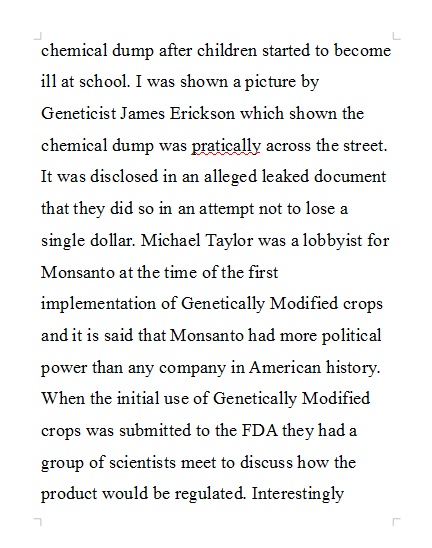 chemical dump after children started to become
ill at school. I was shown a picture by
Geneticist James Erickson which shown the
chemical dump was pratically across the street.
It was disclosed in an alleged leaked document
that they did so in an attempt not to lose a
single dollar. Michael Taylor was a lobbyist for
Monsanto at the time of the first
implementation of Genetically Modified crops
and it is said that Monsanto had more political
power than any company in American history.
When the initial use of Genetically Modified
crops was submitted to the FDA they had a
group of scientists meet to discuss how the
product would be regulated. Interestingly